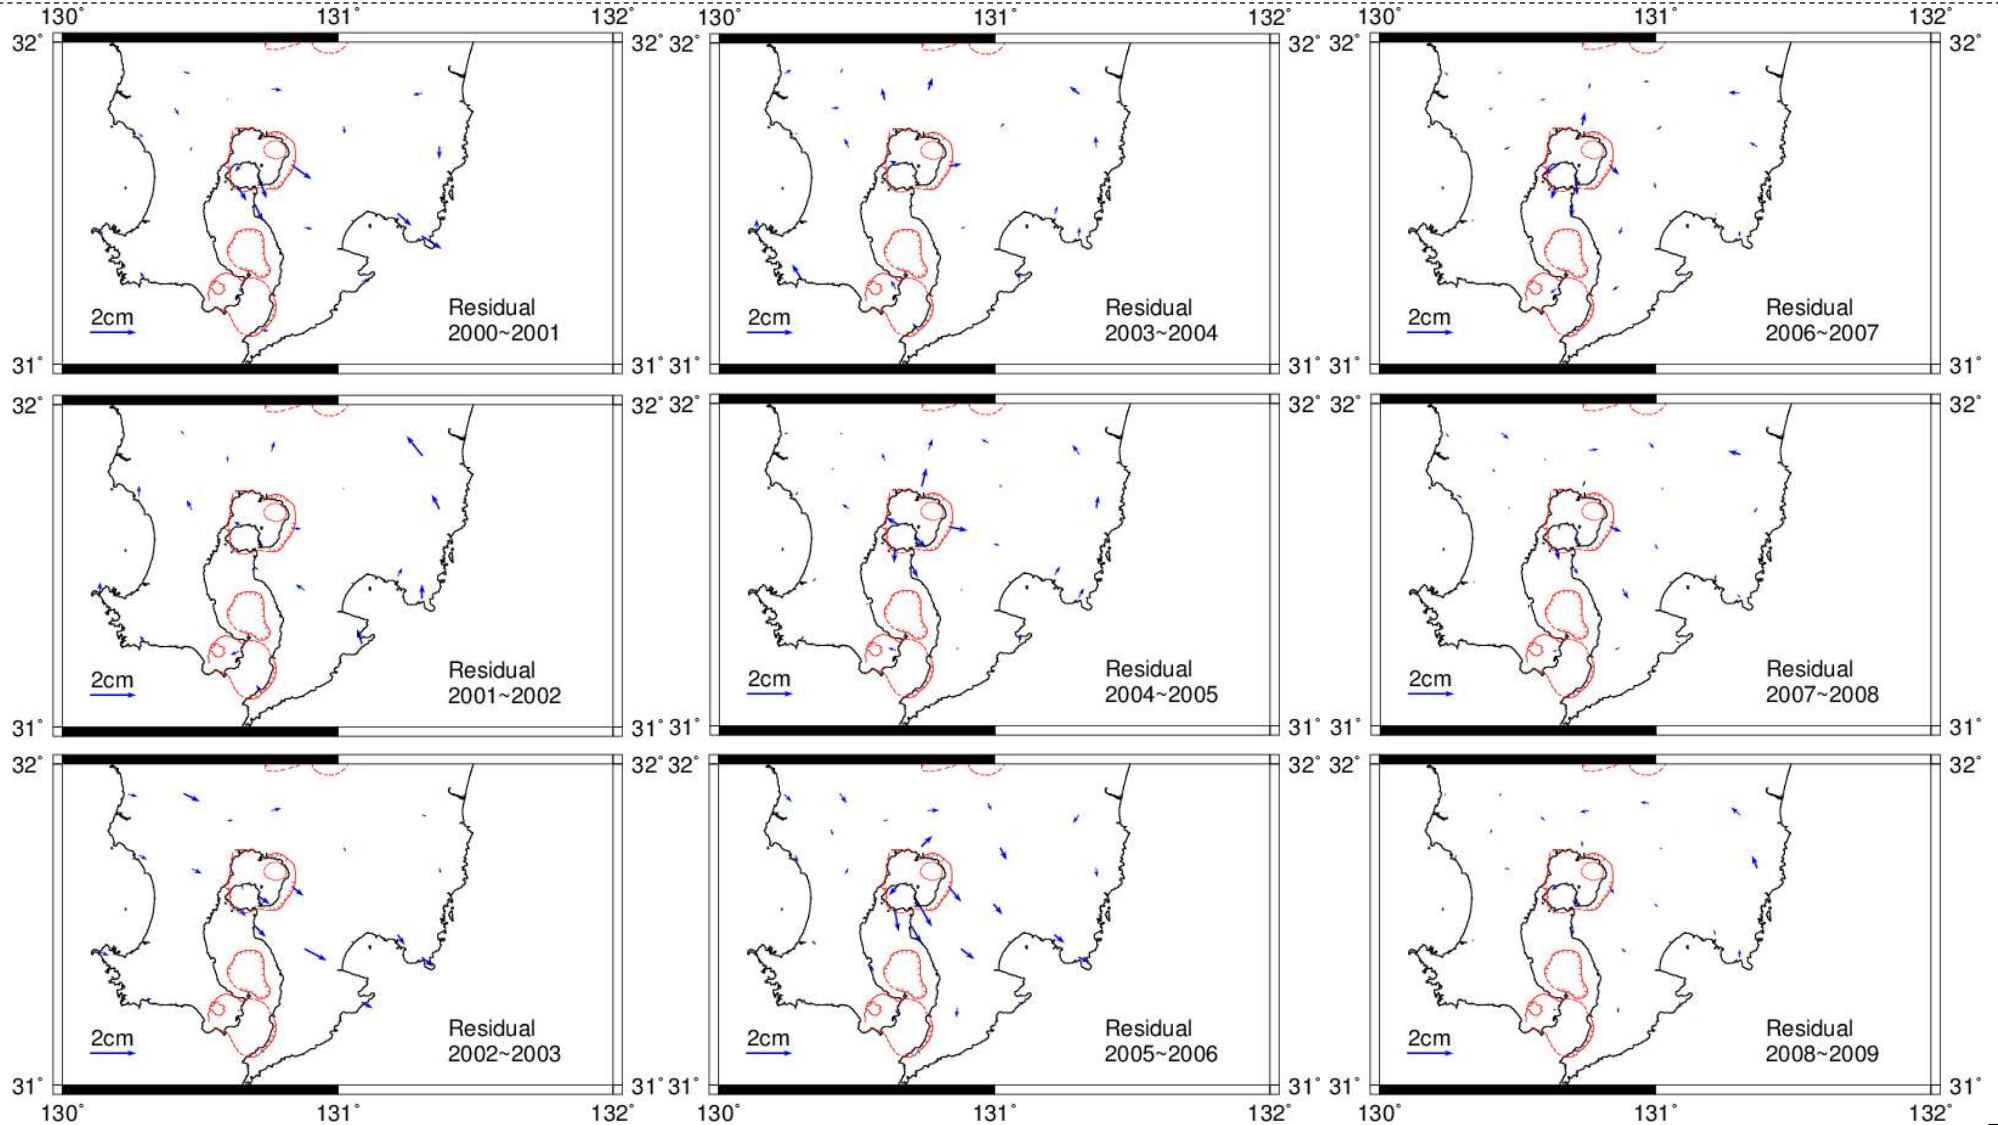 130° 131° 132° 130° 131° 132° 130° 131° 132°
32° 32° 32° 32° 32° 32°
2cm
Residual
2000~2001
2cm
Residual
2003~2004
2cm
Residual
2006~2007
31° 31° 31° 31° 31° 31°
32° 32° 32° 32° 32° 32°
2cm
Residual
2001~2002
2cm
Residual
2004~2005
2cm
Residual
2007~2008
31° 31° 31° 31° 31° 31°
32° 32° 32° 32° 32° 32°
2cm
Residual
2002~2003
2cm
Residual
2005~2006
2cm
Residual
2008~2009
31° 31° 31° 31° 31° 31°
130° 131° 132° 130° 131° 132° 130° 131° 132°